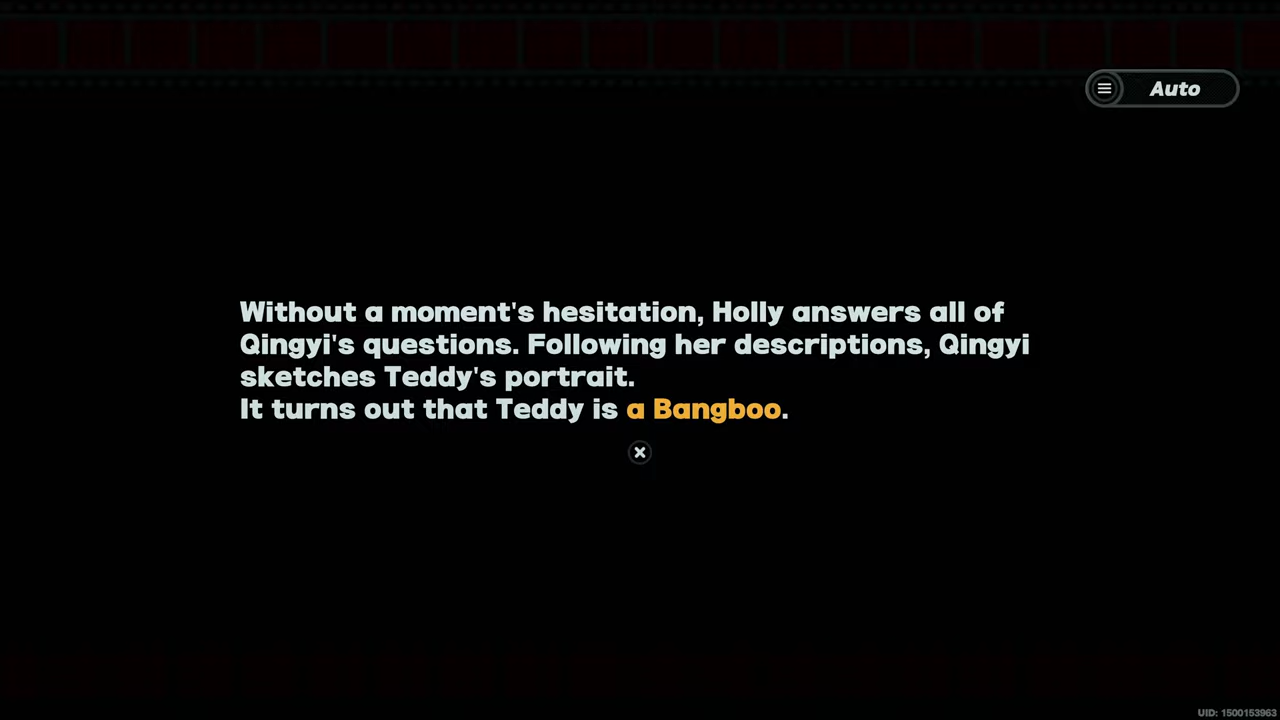 Auto
Without a moment's hesitation, Holly answers all of
Qingyi's questions. Following her descriptions, Qingyi
sketches Teddy's portrait.
It turns out that Teddy is a Bangboo.
UID: 1500153963